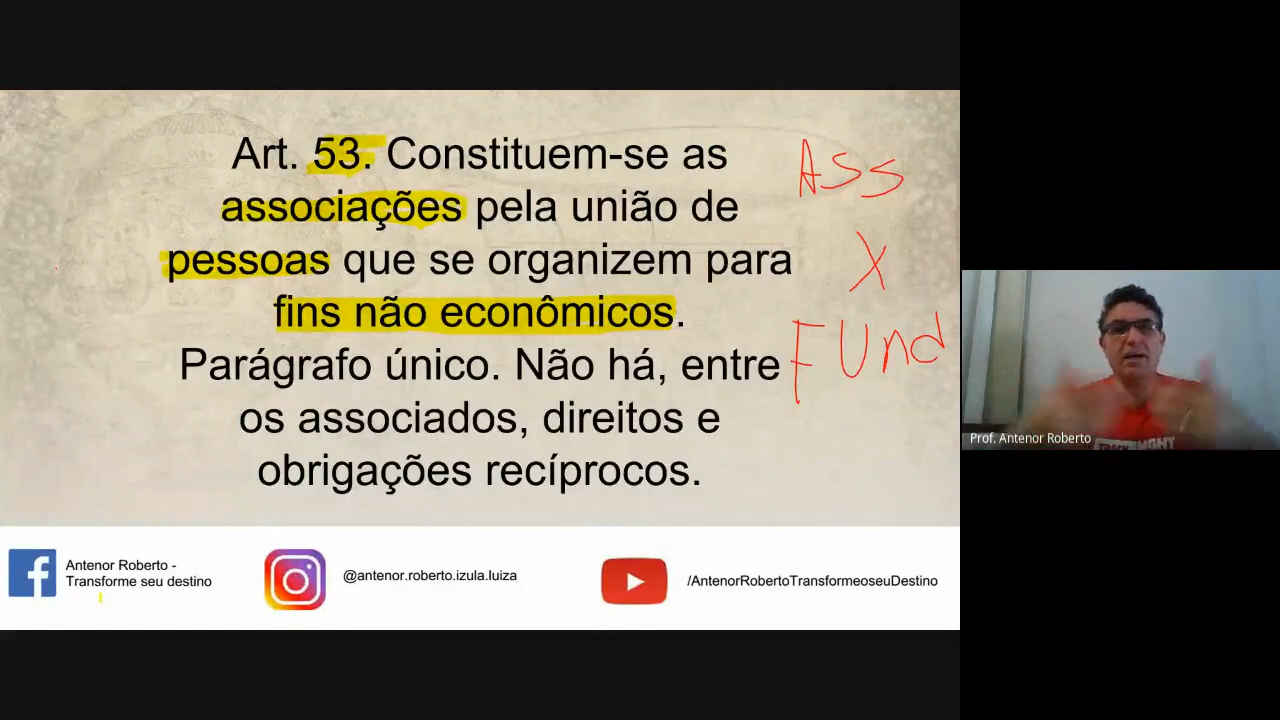 Art. 53. Constituem-se as
associações pela união de
pessoas que se organizem para
fins não econômicos.
Parágrafo único. Não há, entre
os associados, direitos e
obrigações recíprocos.
ASS
X
FUnd
Prof. Antenor Roberto
Antenor Roberto -
Transforme seu destino
@antenor.roberto.izula.luiza
/AntenorRobertoTransformeoseuDestino